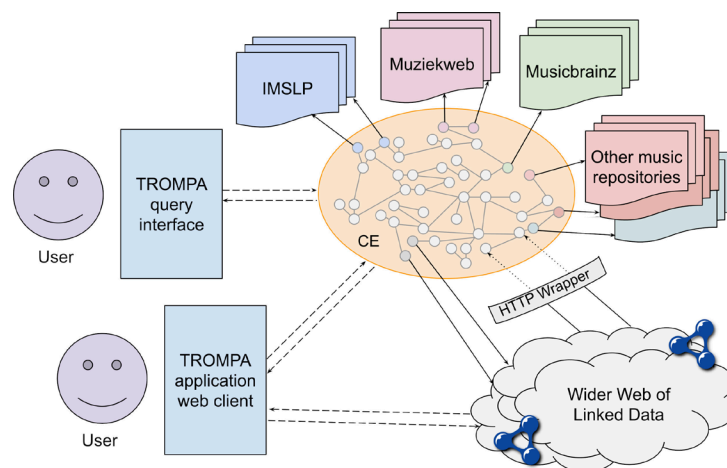 IMSLP
Muziekweb
Musicbrainz
Other music
repositories
TROMPA
query
interface
User
CE
HTTP Wrapper
TROMPA
application
web client
User
Wider Web of
Linked Data